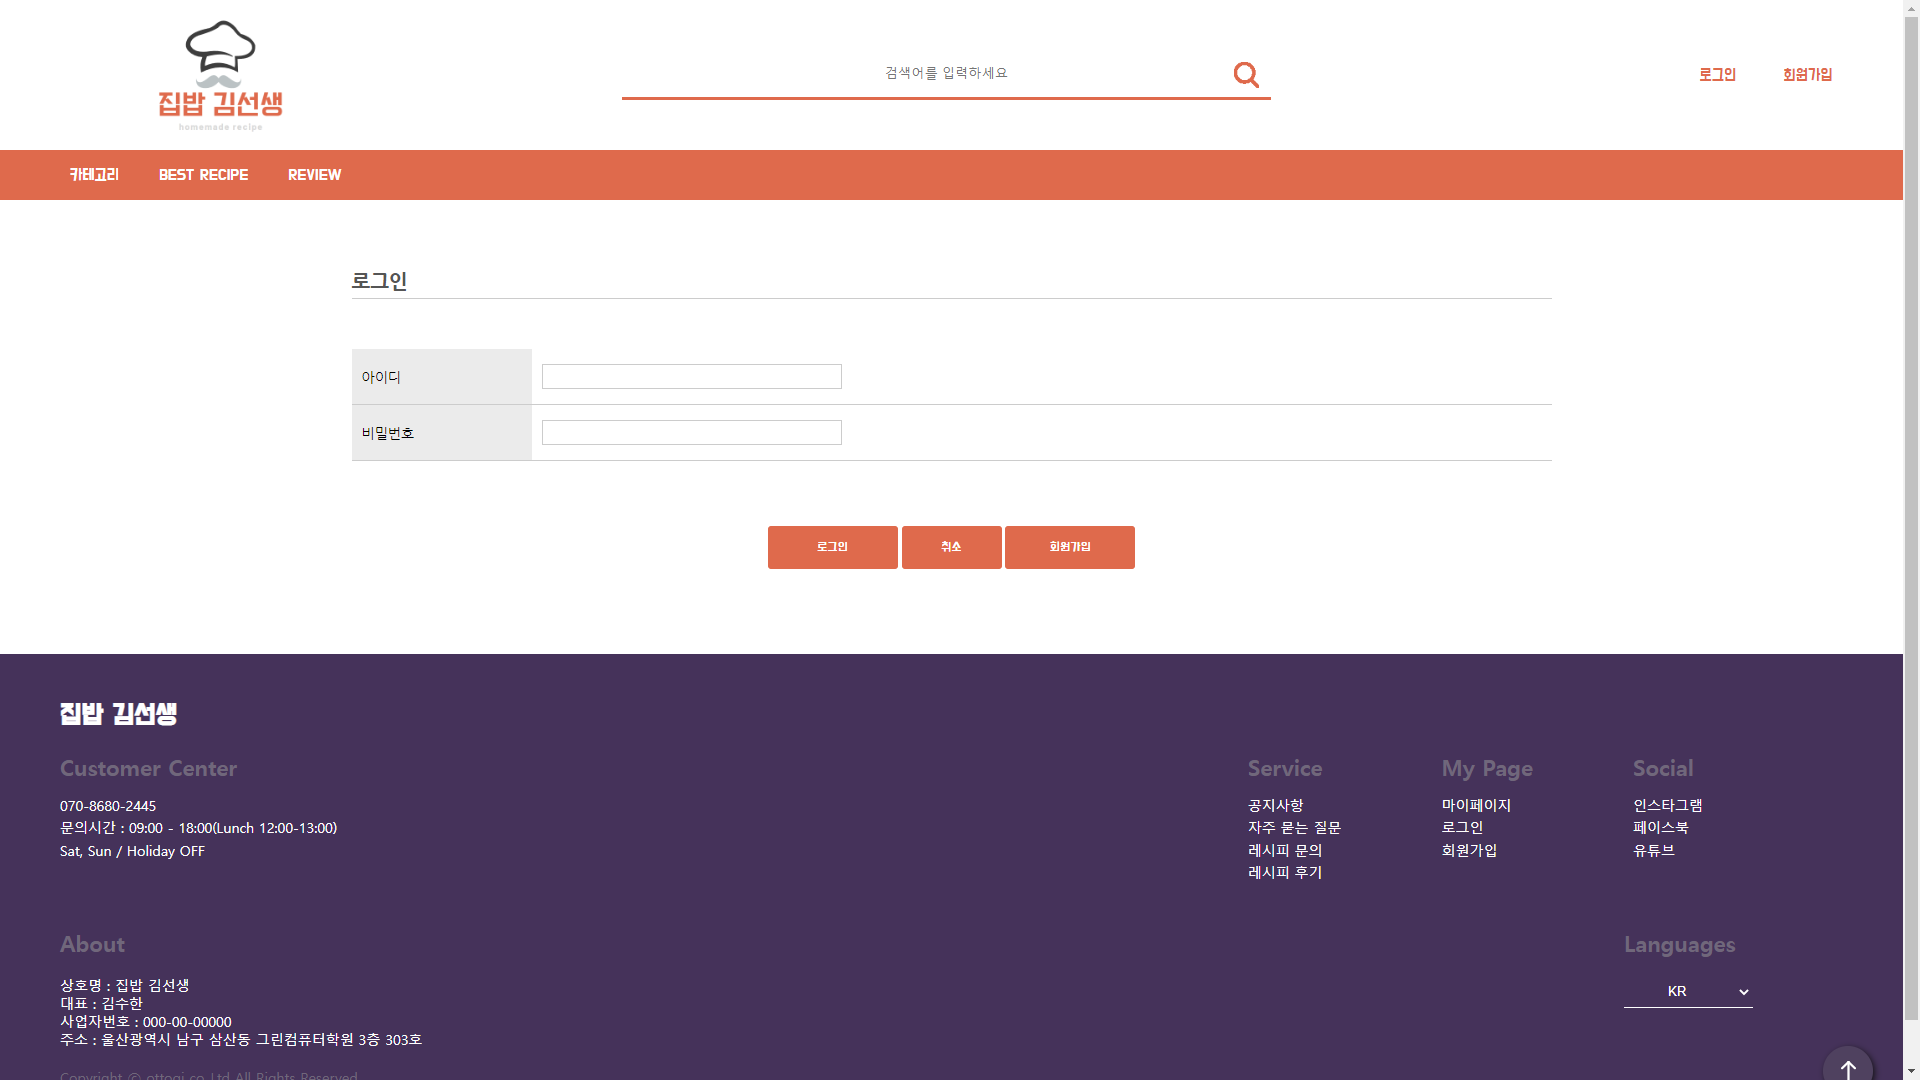 집밥 김선생
homemade recipe
검색어를 입력하세요
로그인
회원가입
카테고리
BEST RECIPE
REVIEW
로그인
아이디
비밀번호
로그인
취소
회원가입
집밥 김선생
Customer Center
070-8680-2445
문의시간 : 09:00 - 18:00(Lunch 12:00-13:00)
Sat, Sun / Holiday OFF
Service
공지사항
자주 묻는 질문
레시피 문의
레시피 후기
My Page
마이페이지
로그인
회원가입
Social
인스타그램
페이스북
유튜브
About
상호명 : 집밥 김선생
대표 : 김수한
사업자번호 : 000-00-00000
주소 : 울산광역시 남구 삼산동 그린컴퓨터학원 3층 303호
Languages
KR
Copyright ⓒ ottogi.co.,Ltd All Rights Reserved